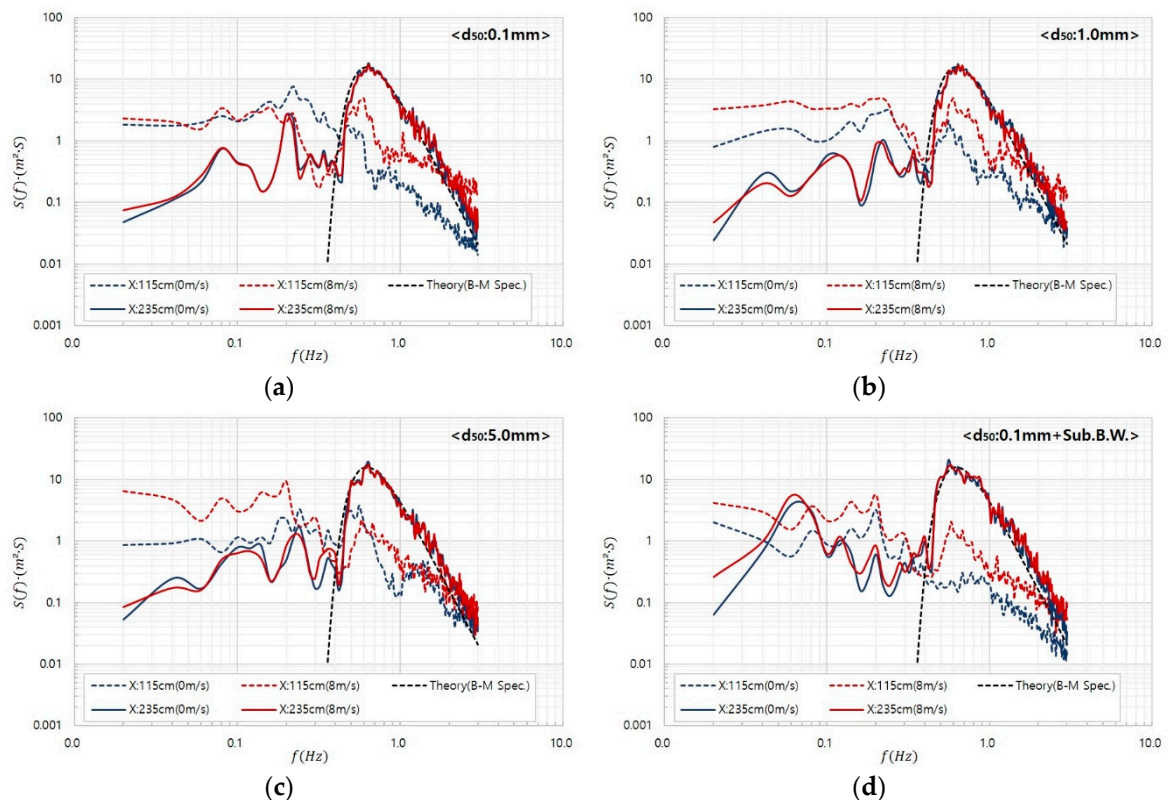 <d50:0.1mm>
S(f)·(m²·S)
100
10
1
0.1
0.01
0.001
X:115cm(0m/s) X:115cm(8m/s) Theory(B-M Spec.)
X:235cm(0m/s) X:235cm(8m/s)
0.0 0.1 1.0 10.0
f(Hz)
(a)
<d50:1.0mm>
S(f)·(m²·S)
100
10
1
0.1
0.01
0.001
X:115cm(0m/s) X:115cm(8m/s) Theory(B-M Spec.)
X:235cm(0m/s) X:235cm(8m/s)
0.0 0.1 1.0 10.0
f(Hz)
(b)
<d50:5.0mm>
S(f)·(m²·S)
100
10
1
0.1
0.01
0.001
X:115cm(0m/s) X:115cm(8m/s) Theory(B-M Spec.)
X:235cm(0m/s) X:235cm(8m/s)
0.0 0.1 1.0 10.0
f(Hz)
(c)
<d50:0.1mm+Sub.B.W.>
S(f)·(m²·S)
100
10
1
0.1
0.01
0.001
X:115cm(0m/s) X:115cm(8m/s) Theory(B-M Spec.)
X:235cm(0m/s) X:235cm(8m/s)
0.0 0.1 1.0 10.0
f(Hz)
(d)